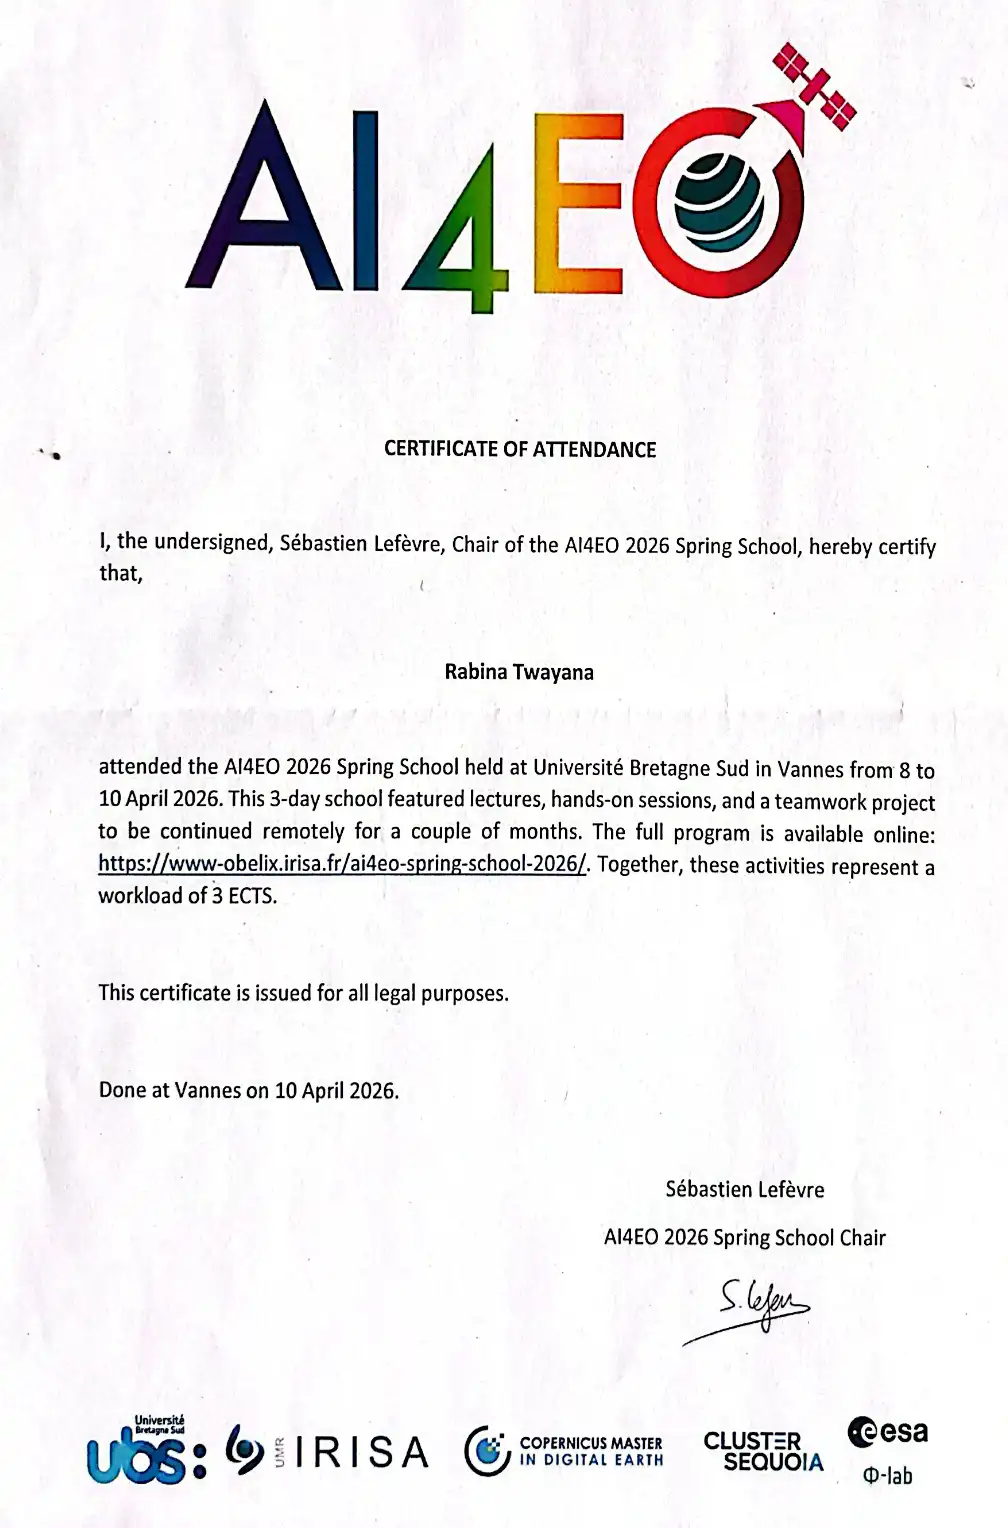 AI4EO
CERTIFICATE OF ATTENDANCE
I, the undersigned, Sébastien Lefèvre, Chair of the AI4EO 2026 Spring School, hereby certify
that,
Rabina Twayana
attended the AI4EO 2026 Spring School held at Université Bretagne Sud in Vannes from 8 to
10 April 2026. This 3-day school featured lectures, hands-on sessions, and a teamwork project
to be continued remotely for a couple of months. The full program is available online:
https://www-obelix.irisa.fr/ai4eo-spring-school-2026/. Together, these activities represent a
workload of 3 ECTS.
This certificate is issued for all legal purposes.
Done at Vannes on 10 April 2026.
Sébastien Lefèvre
AI4EO 2026 Spring School Chair
S. Lefèvre
Université
Bretagne Sud
ubs:
UMR
IRISA
COPERNICUS MASTER
IN DIGITAL EARTH
CLUSTER
SEQUOIA
esa
Φ-lab